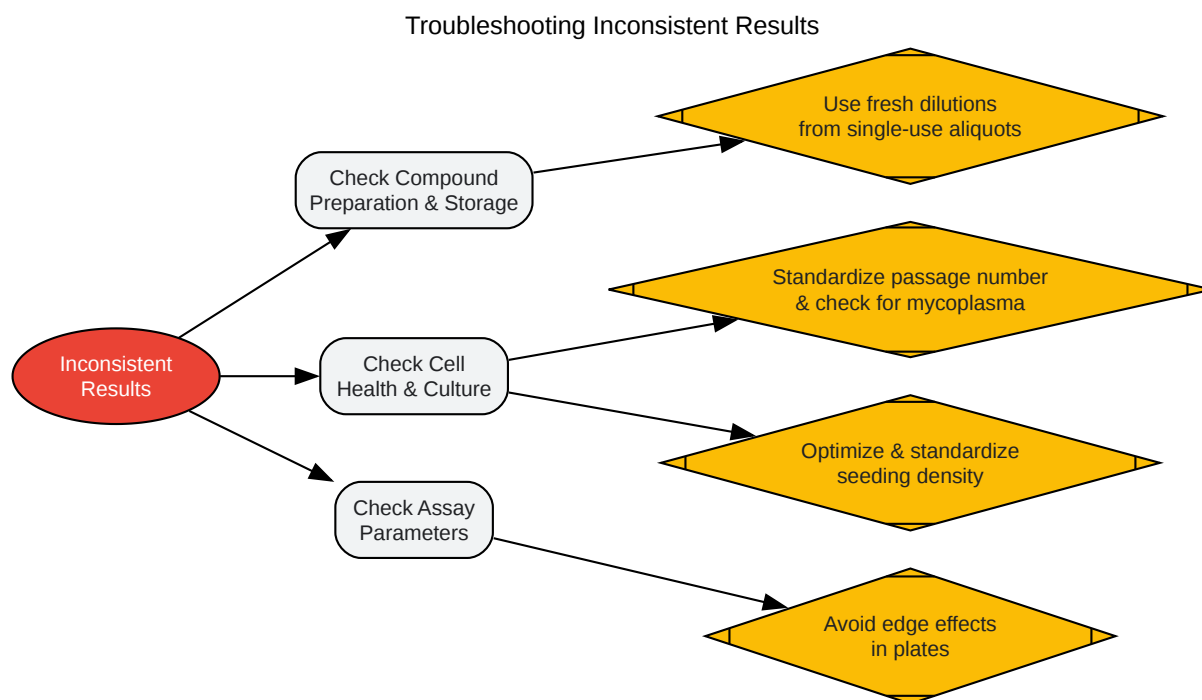 Troubleshooting Inconsistent Results
Use fresh dilutions
from single-use aliquots
Check Compound
Preparation & Storage
Standardize passage number
& check for mycoplasma
Inconsistent
Results
Check Cell
Health & Culture
Optimize & standardize
seeding density
Check Assay
Parameters
Avoid edge effects
in plates